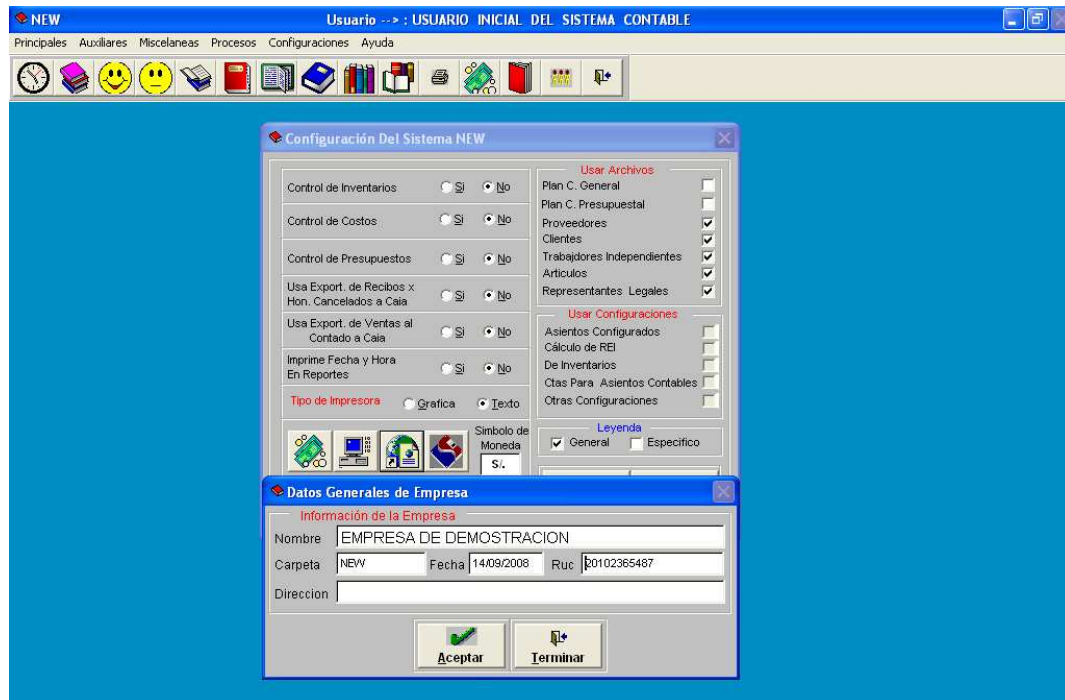 NEW
Usuario --> : USUARIO INICIAL DEL SISTEMA CONTABLE
Principales Auxiliares Miscelaneas Procesos Configuraciones Ayuda
Configuración Del Sistema NEW
Control de Inventarios Si No
Control de Costos Si No
Control de Presupuestos Si No
Usa Export. de Recibos x
Hon. Cancelados a Caja Si No
Usa Export. de Ventas al
Contado a Caja Si No
Imprime Fecha y Hora
En Reportes Si No
Tipo de Impresora Grafica Texto
Simbolo de
Moneda
S/.
Usar Archivos
Plan C. General
Plan C. Presupuestal
Proveedores
Clientes
Trabajdores Independientes
Articulos
Representantes Legales
Usar Configuraciones
Asientos Configurados
Cálculo de REI
De Inventarios
Ctas Para Asientos Contables
Otras Configuraciones
Leyenda
General Especifico
Datos Generales de Empresa
Información de la Empresa
Nombre EMPRESA DE DEMOSTRACION
Carpeta NEW Fecha 14/09/2008 Ruc 20102365487
Direccion
Aceptar Terminar